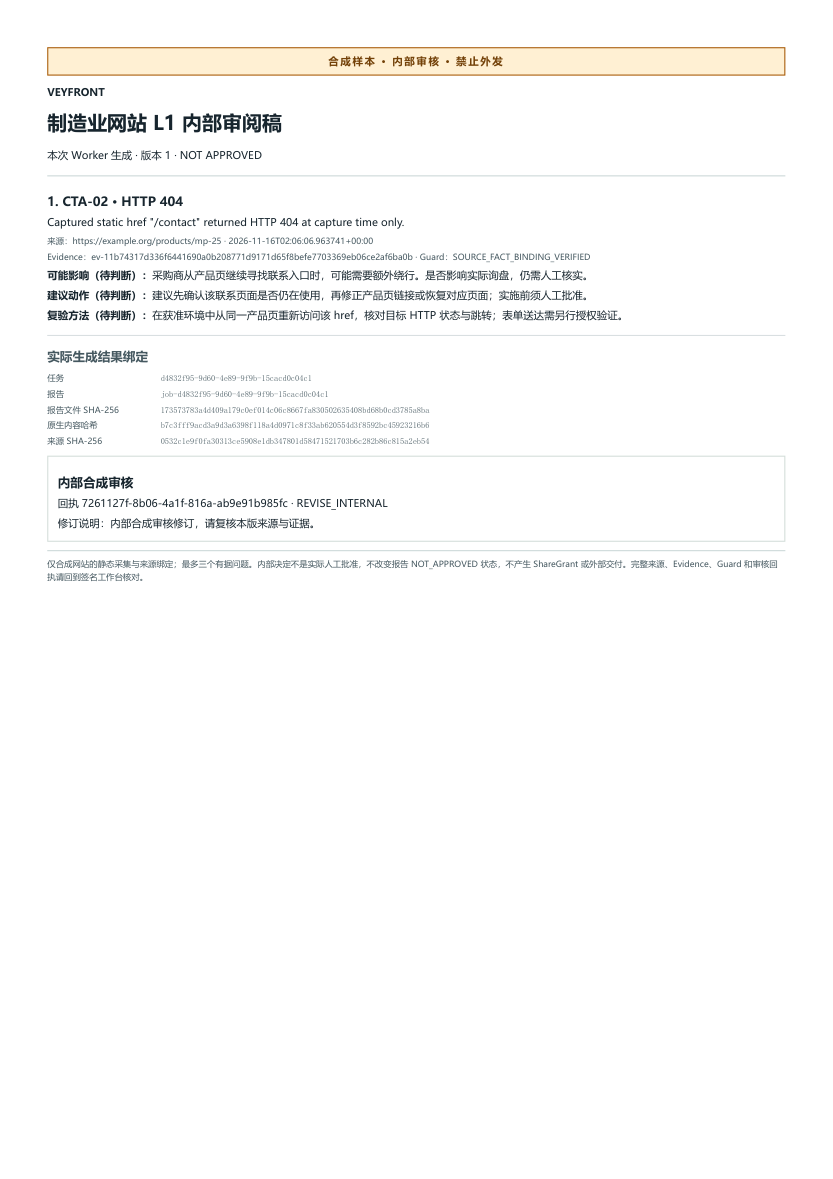 合成样本 • 内部审核 • 禁止外发
VEYFRONT
制造业网站 L1 内部审阅稿
本次 Worker 生成 · 版本 1 · NOT APPROVED
1. CTA-02 • HTTP 404
Captured static href "/contact" returned HTTP 404 at capture time only.
来源：https://example.org/products/mp-25 · 2026-11-16T02:06:06.963741+00:00
Evidence：ev-11b74317d336f6441690a0b208771d9171d65f8befe7703369eb06ce2af6ba0b · Guard：SOURCE_FACT_BINDING_VERIFIED
可能影响（待判断）：采购商从产品页继续寻找联系入口时，可能需要额外绕行。是否影响实际询盘，仍需人工核实。
建议动作（待判断）：建议先确认该联系页面是否仍在使用，再修正产品页链接或恢复对应页面；实施前须人工批准。
复验方法（待判断）：在获准环境中从同一产品页重新访问该 href，核对目标 HTTP 状态与跳转；表单送达需另行授权验证。
实际生成结果绑定
任务 d4832f95-9d60-4e89-9f9b-15cacd0c04c1
报告 job-d4832f95-9d60-4e89-9f9b-15cacd0c04c1
报告文件 SHA-256 173573783a4d409a179c0ef014c06c8667fa830502635408bd68b0cd3785a8ba
原生内容哈希 b7c3fff9acd3a9d3a6398f118a4d0971c8f33ab620554d3f8592bc45923216b6
来源 SHA-256 0532c1e9f0fa30313ce5908e1db347801d58471521703b6c282b86c815a2eb54
内部合成审核
回执 7261127f-8b06-4a1f-816a-ab9e91b985fc · REVISE_INTERNAL
修订说明：内部合成审核修订，请复核本版来源与证据。
仅合成网站的静态采集与来源绑定；最多三个有据问题。内部决定不是实际人工批准，不改变报告 NOT_APPROVED 状态，不产生 ShareGrant 或外部交付。完整来源、Evidence、Guard 和审核回
执请回到签名工作台核对。